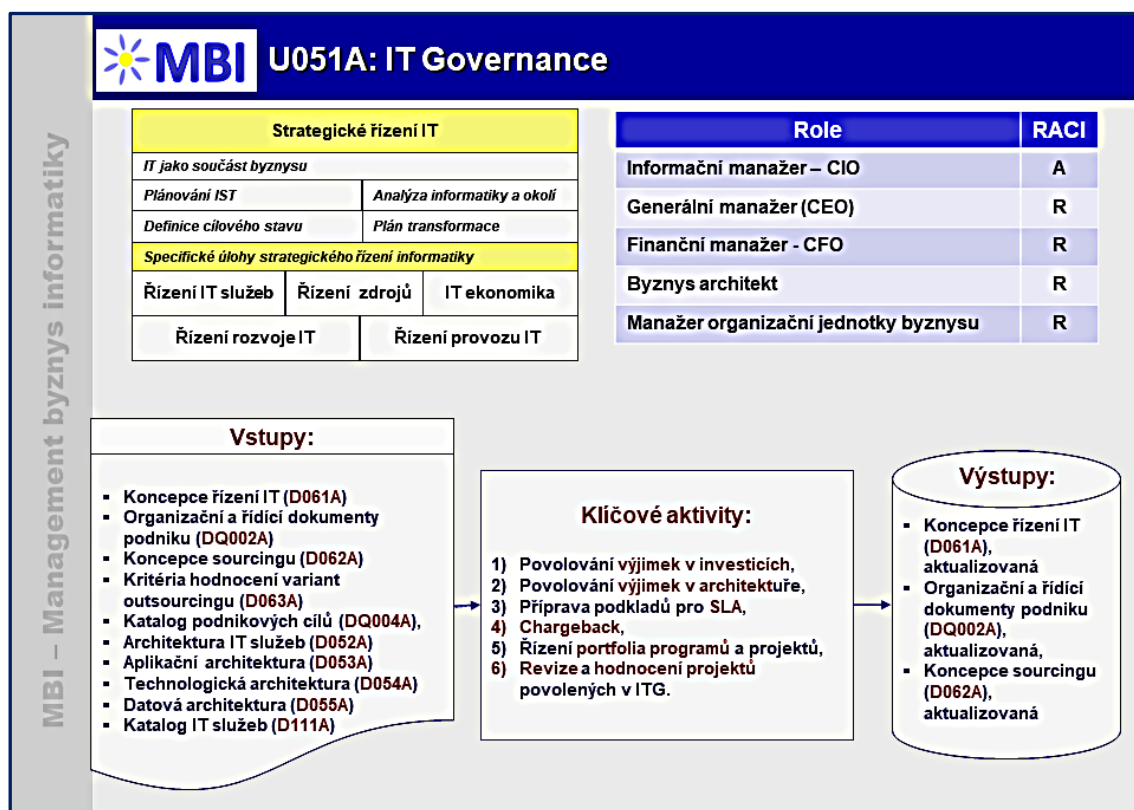 MBI U051A: IT Governance
MBI – Management byznys informatiky
Strategické řízení IT
IT jako součást byznysu
Plánování IST
Analýza informatiky a okolí
Definice cílového stavu
Plán transformace
Specifické úlohy strategického řízení informatiky
Řízení IT služeb
Řízení zdrojů
IT ekonomika
Řízení rozvoje IT
Řízení provozu IT
Role RACI
Informační manažer – CIO A
Generální manažer (CEO) R
Finanční manažer - CFO R
Byznys architekt R
Manažer organizační jednotky byznysu R
Vstupy:
▪ Koncepce řízení IT (D061A)
▪ Organizační a řídící dokumenty
podniku (DQ002A)
▪ Koncepce sourcingu (D062A)
▪ Kritéria hodnocení variant
outsourcingu (D063A)
▪ Katalog podnikových cílů (DQ004A),
▪ Architektura IT služeb (D052A)
▪ Aplikační architektura (D053A)
▪ Technologická architektura (D054A)
▪ Datová architektura (D055A)
▪ Katalog IT služeb (D111A)
Klíčové aktivity:
1) Povolování výjimek v investicích,
2) Povolování výjimek v architektuře,
3) Příprava podkladů pro SLA,
4) Chargeback,
5) Řízení portfolia programů a projektů,
6) Revize a hodnocení projektů
povolených v ITG.
Výstupy:
▪ Koncepce řízení IT
(D061A),
aktualizovaná
▪ Organizační a řídící
dokumenty podniku
(DQ002A),
aktualizovaná,
▪ Koncepce sourcingu
(D062A),
aktualizovaná